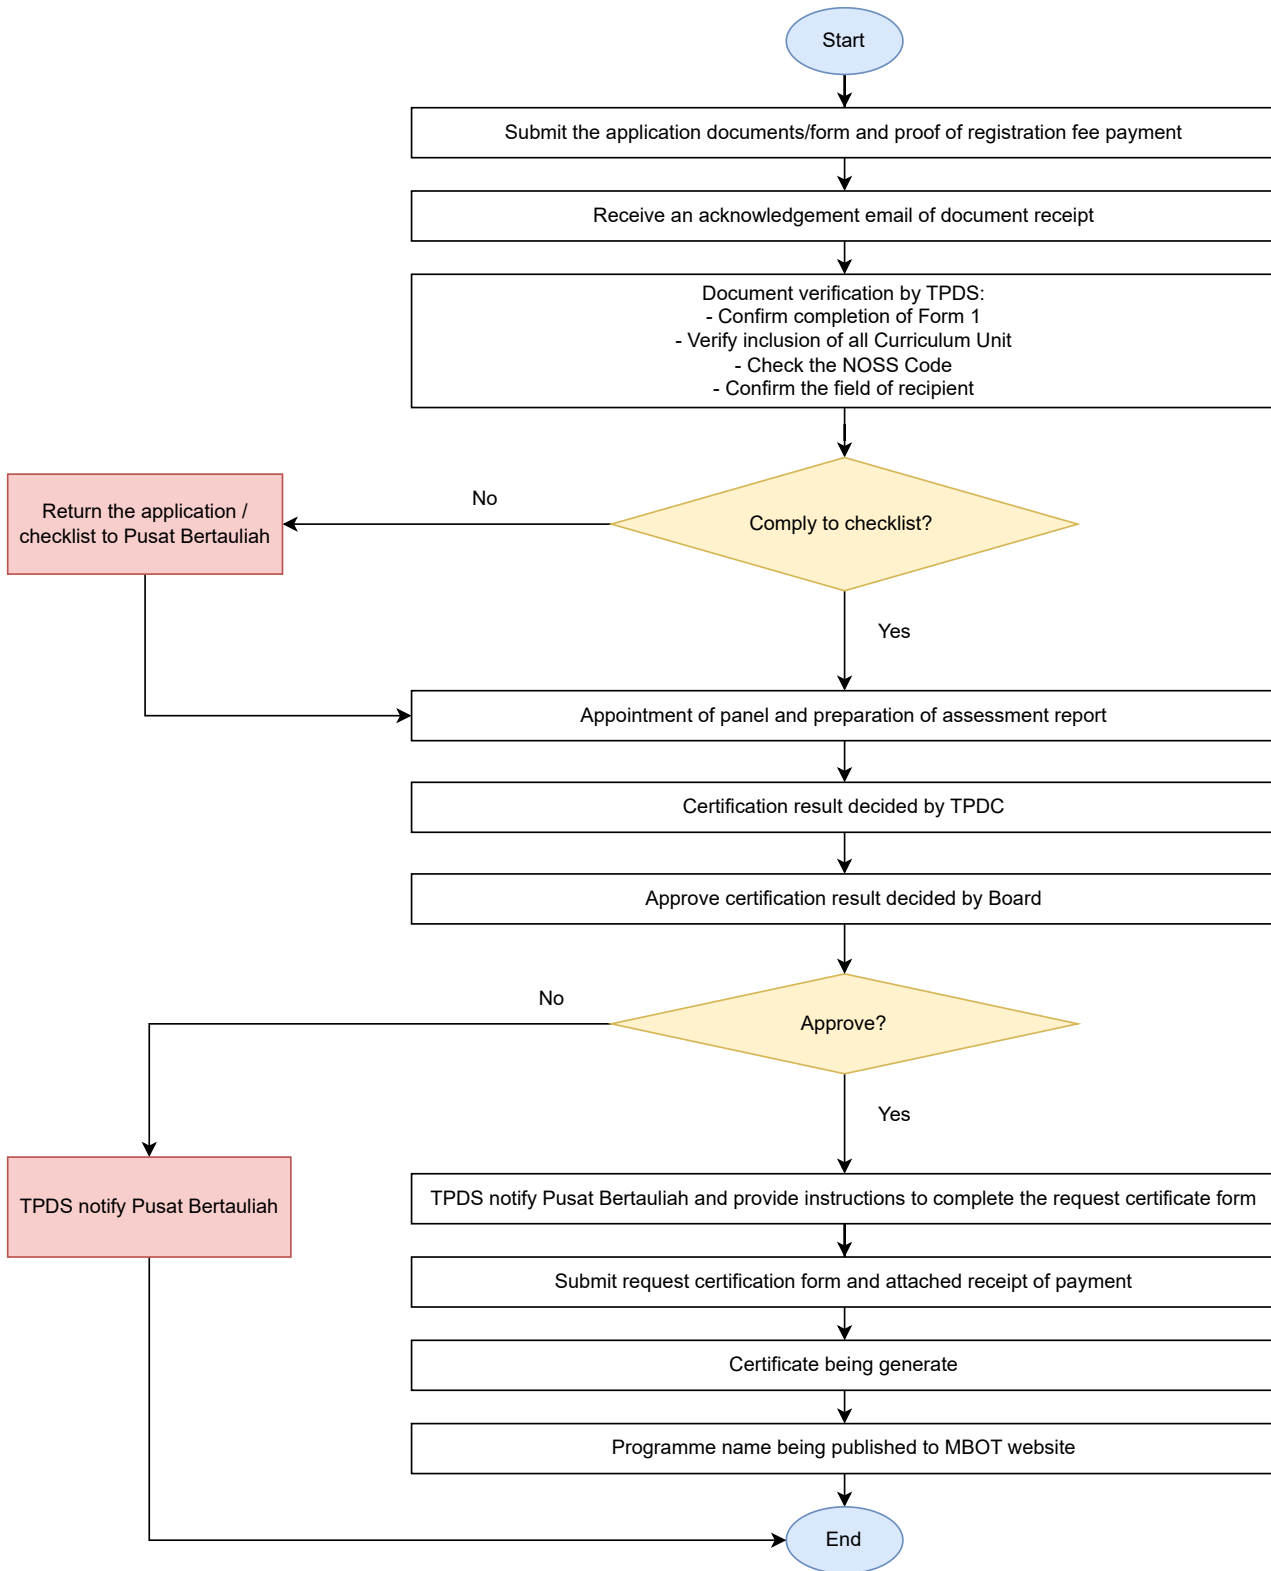 Start
Submit the application documents/form and proof of registration fee payment
Receive an acknowledgement email of document receipt
Document verification by TPDS:
- Confirm completion of Form 1
- Verify inclusion of all Curriculum Unit
- Check the NOSS Code
- Confirm the field of recipient
No
Return the application /
checklist to Pusat Bertauliah
Comply to checklist?
Yes
Appointment of panel and preparation of assessment report
Certification result decided by TPDC
Approve certification result decided by Board
No
Approve?
Yes
TPDS notify Pusat Bertauliah
TPDS notify Pusat Bertauliah and provide instructions to complete the request certificate form
Submit request certification form and attached receipt of payment
Certificate being generate
Programme name being published to MBOT website
End